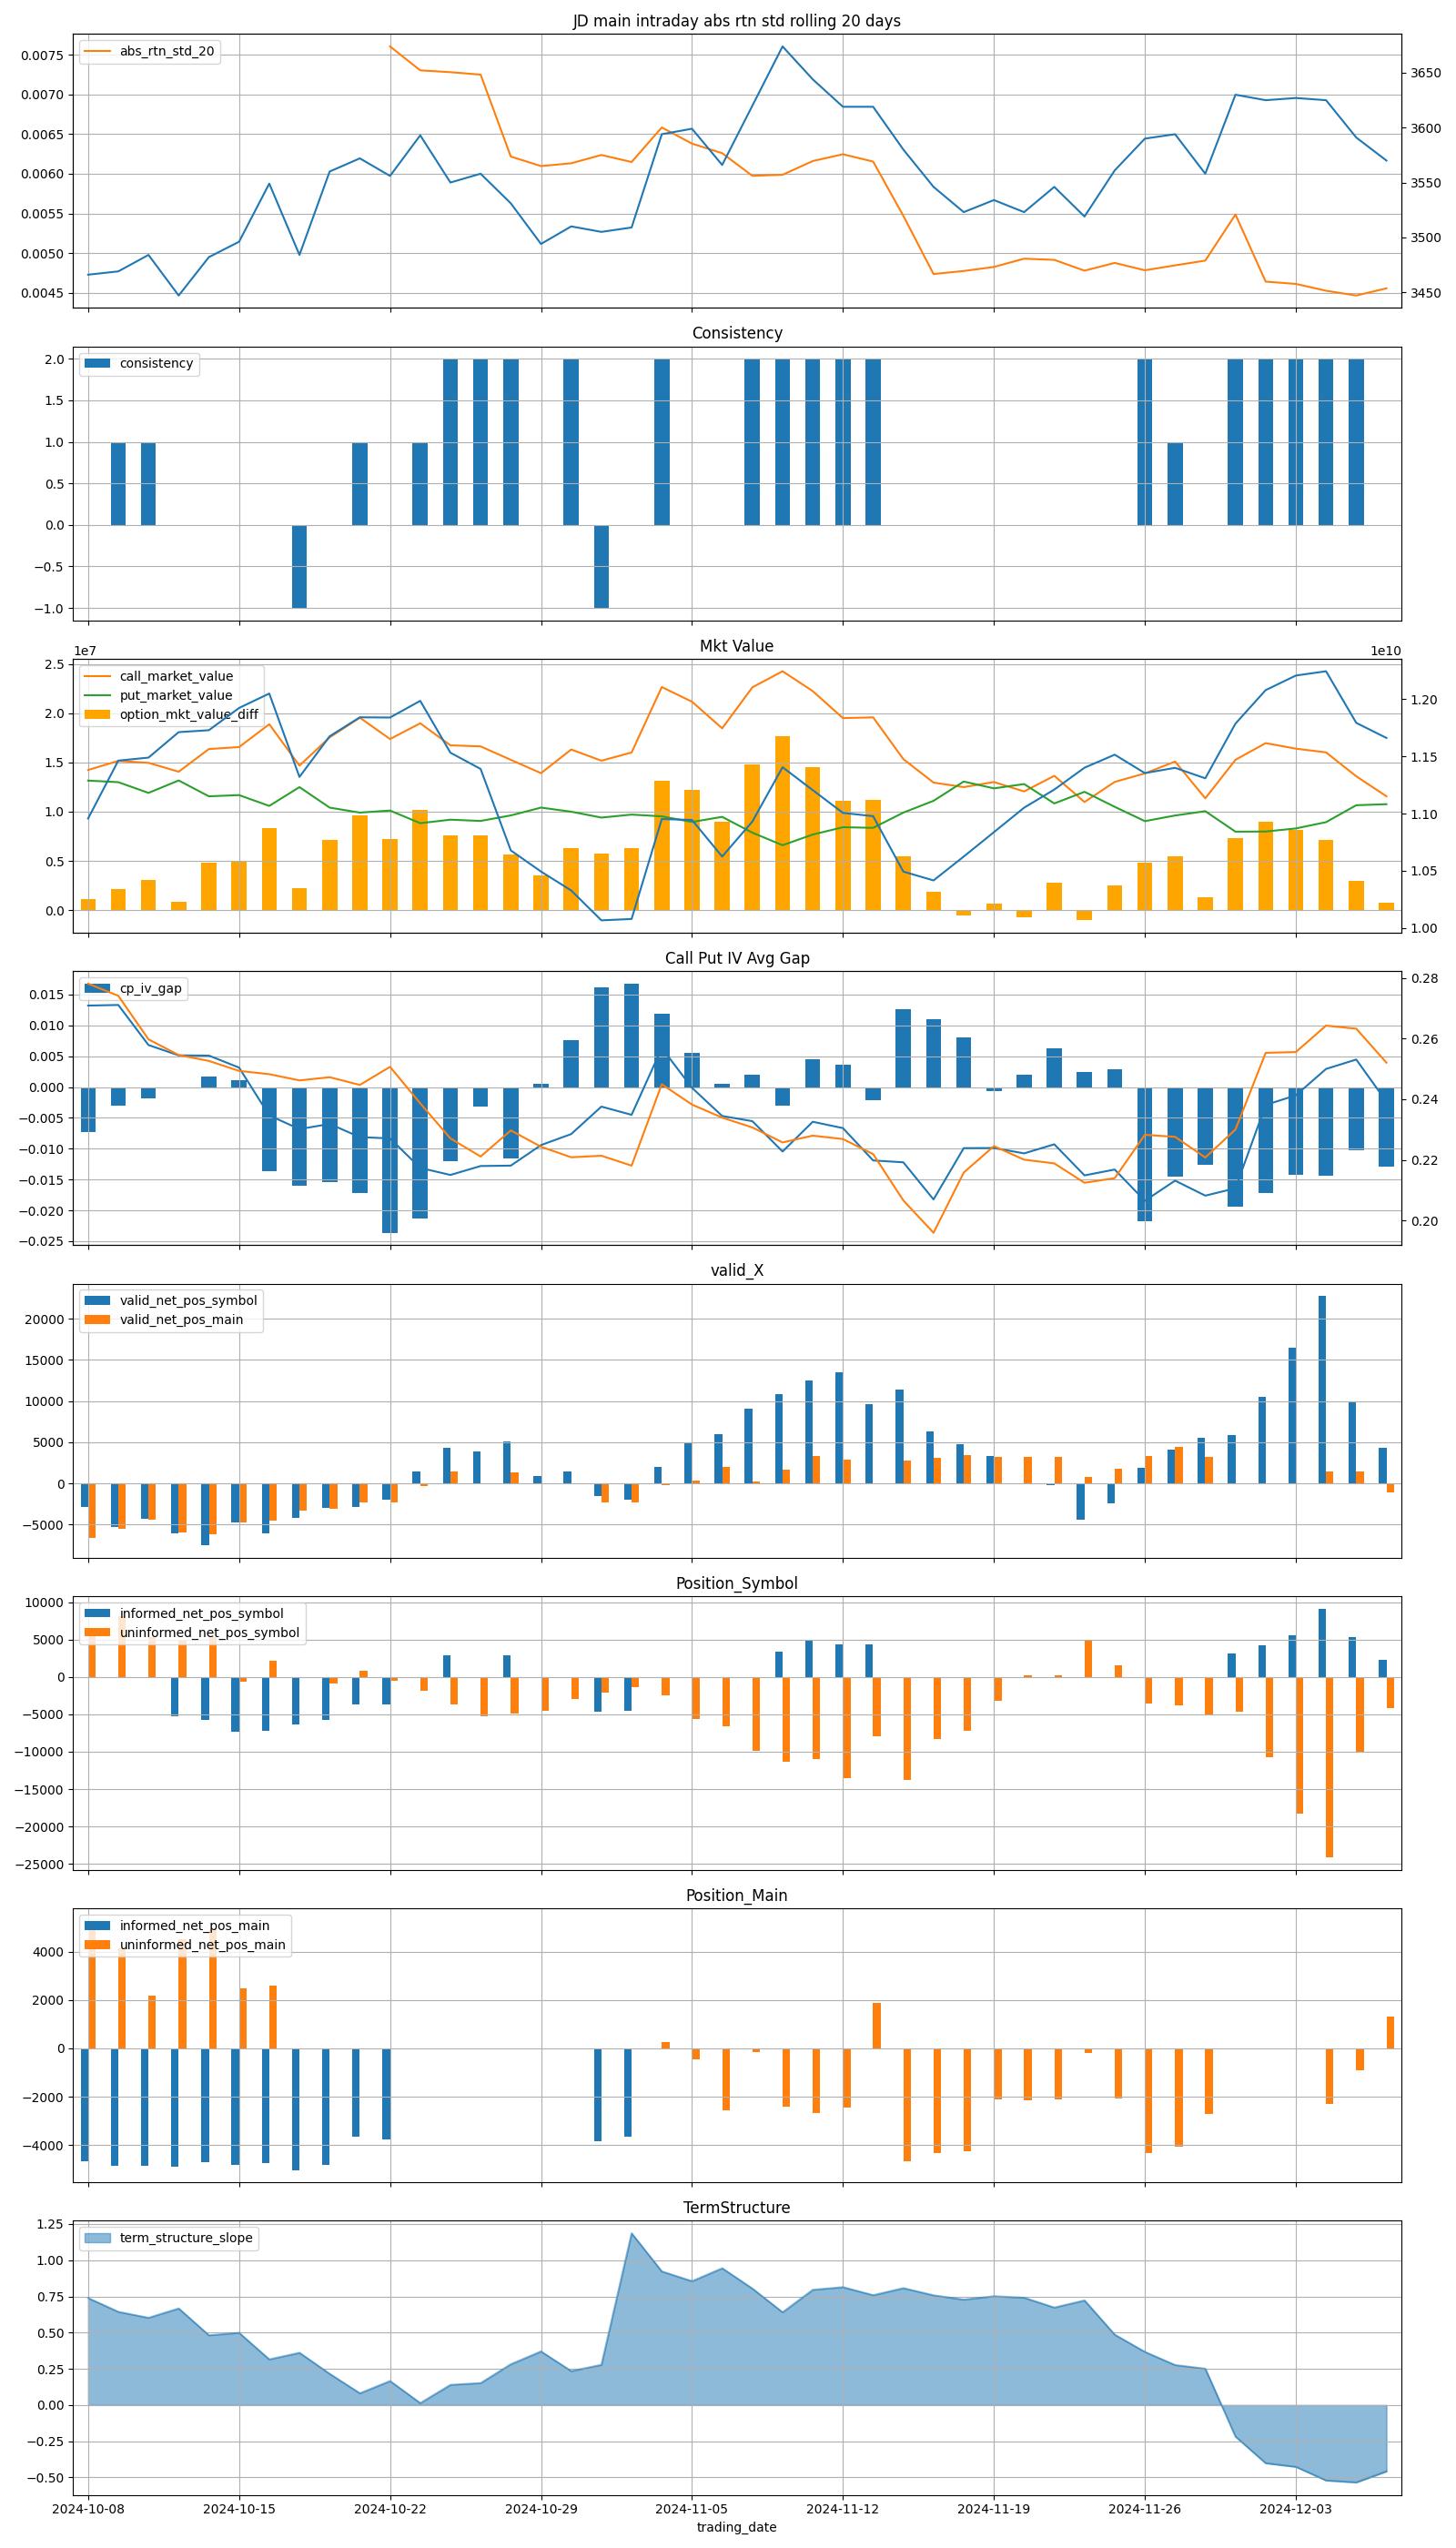 JD main intraday abs rtn std rolling 20 days
abs_rtn_std_20
0.0075
0.0070
0.0065
0.0060
0.0055
0.0050
0.0045
3650
3600
3550
3500
3450
Consistency
consistency
2.0
1.5
1.0
0.5
0.0
−0.5
−1.0
Mkt Value
1e7
1e10
call_market_value
put_market_value
option_mkt_value_diff
2.5
2.0
1.5
1.0
0.5
0.0
1.20
1.15
1.10
1.05
1.00
Call Put IV Avg Gap
cp_iv_gap
0.015
0.010
0.005
0.000
−0.005
−0.010
−0.015
−0.020
−0.025
0.28
0.26
0.24
0.22
0.20
valid_X
valid_net_pos_symbol
valid_net_pos_main
20000
15000
10000
5000
0
−5000
Position_Symbol
informed_net_pos_symbol
uninformed_net_pos_symbol
10000
5000
0
−5000
−10000
−15000
−20000
−25000
Position_Main
informed_net_pos_main
uninformed_net_pos_main
4000
2000
0
−2000
−4000
TermStructure
term_structure_slope
1.25
1.00
0.75
0.50
0.25
0.00
−0.25
−0.50
2024-10-08 2024-10-15 2024-10-22 2024-10-29 2024-11-05 2024-11-12 2024-11-19 2024-11-26 2024-12-03
trading_date